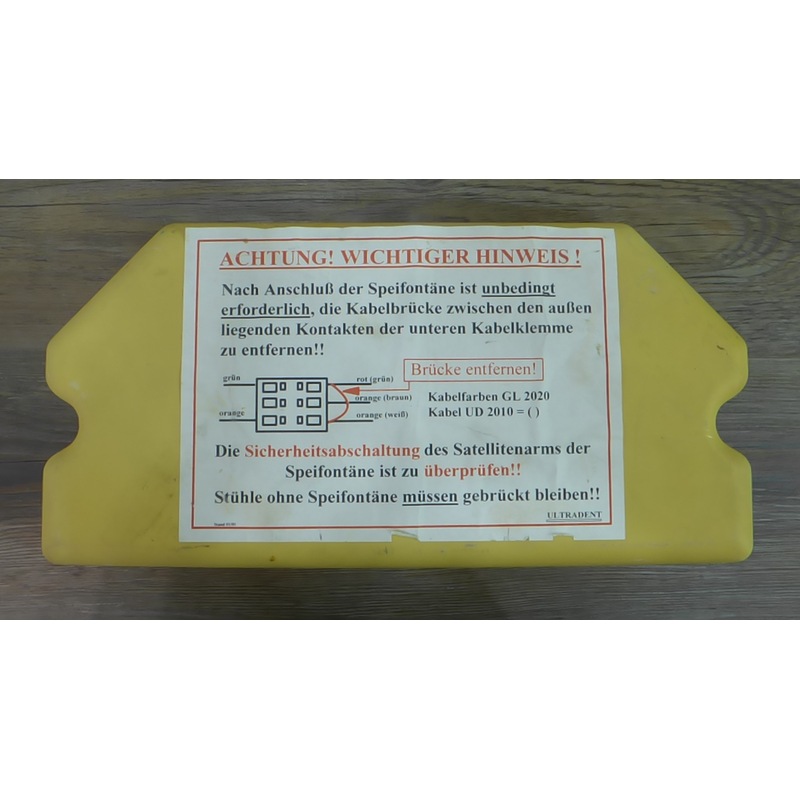 ACHTUNG! WICHTIGER HINWEIS !
Nach Anschluß der Speifontäne ist unbedingt
erforderlich, die Kabelbrücke zwischen den außen
liegenden Kontakten der unteren Kabelklemme
zu entfernen!!
Brücke entfernen!
grün
rot (grün)
orange (braun)
orange
orange (weiß)
Kabelfarben GL 2020
Kabel UD 2010 = ( )
Die Sicherheitsabschaltung des Satellitenarms der
Speifontäne ist zu überprüfen!!
Stühle ohne Speifontäne müssen gebrückt bleiben!!
ULTRADENT